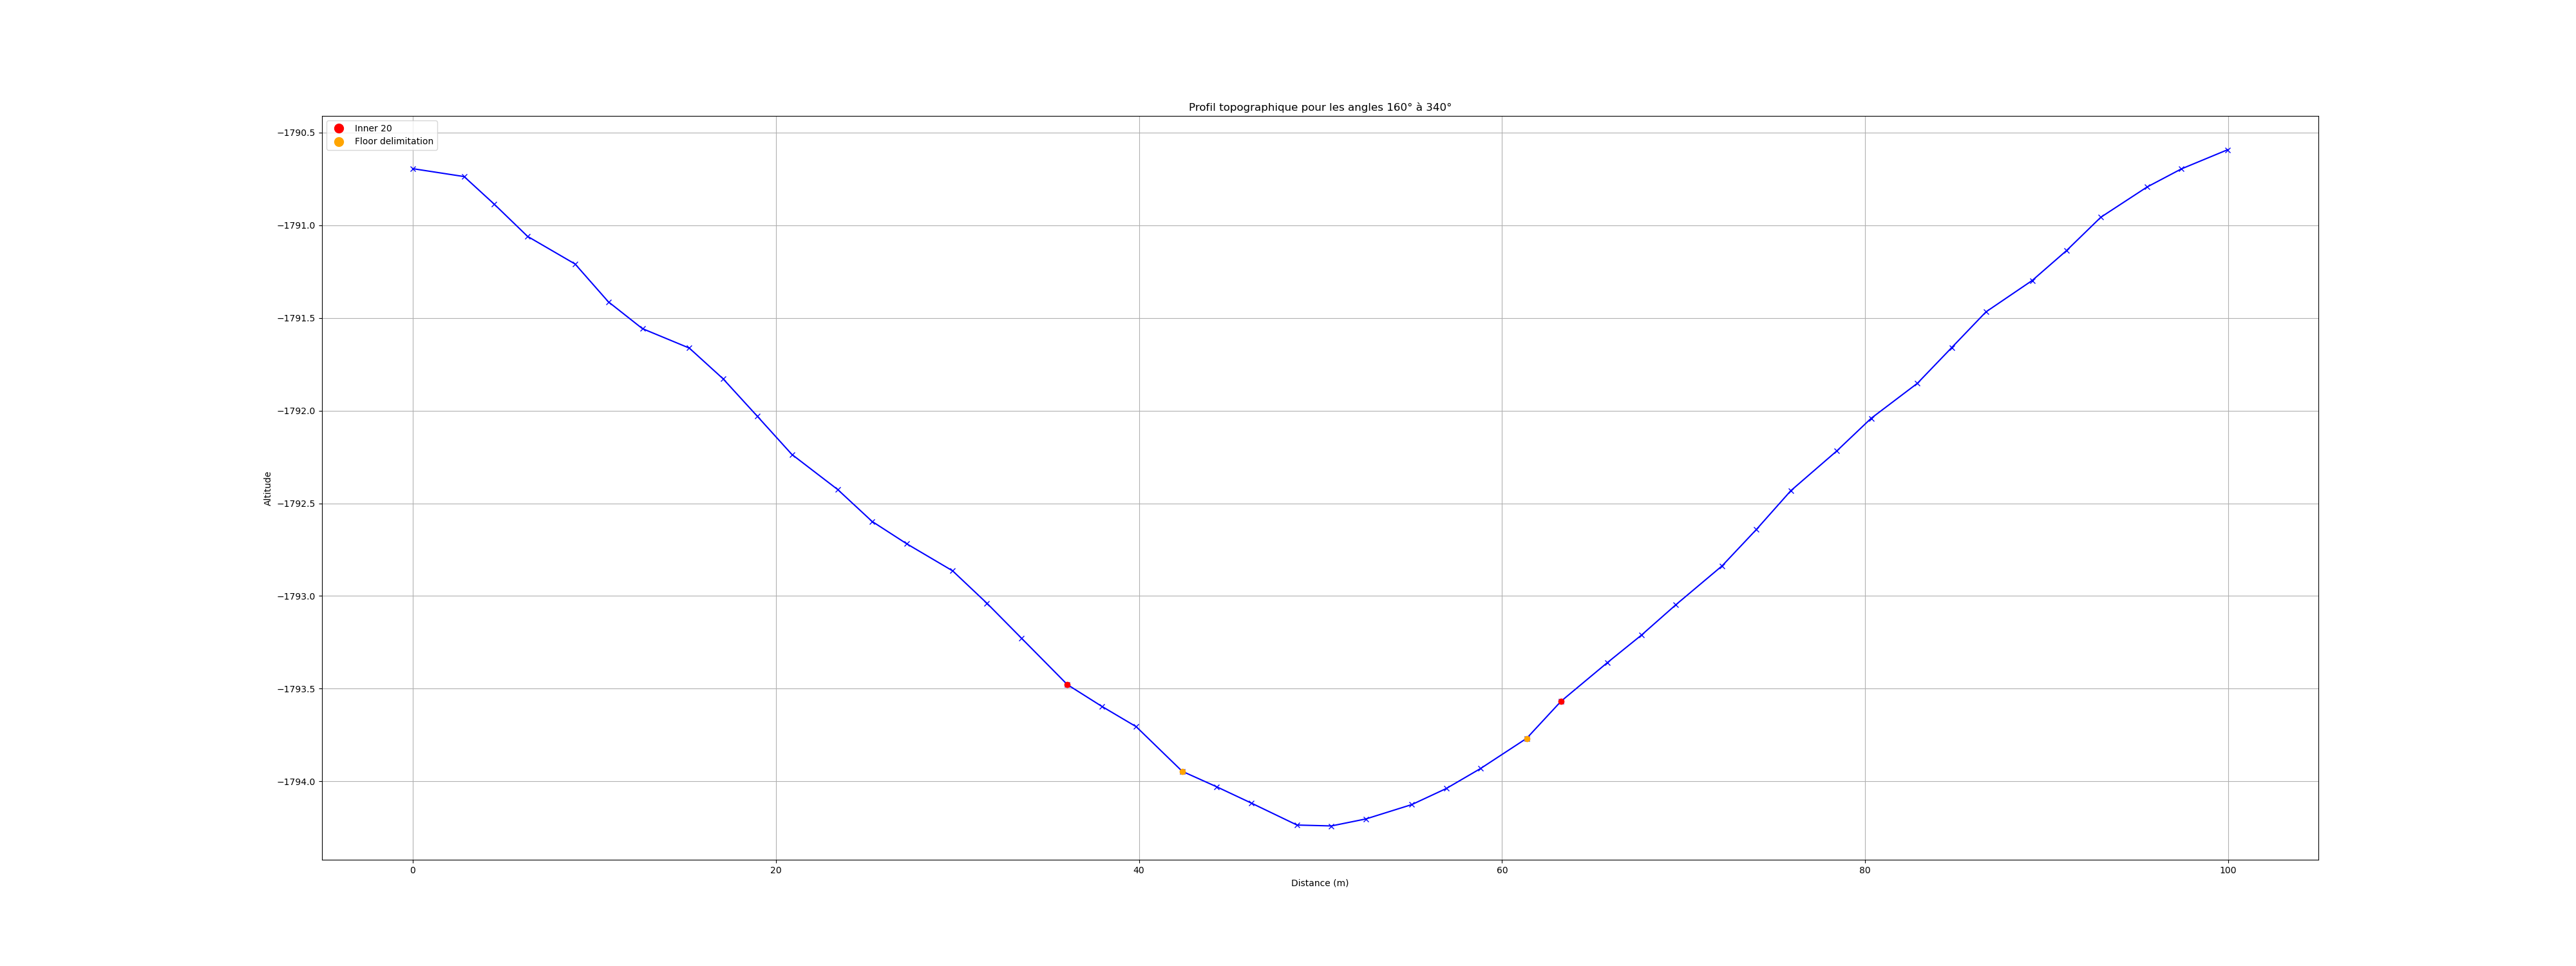 Profil topographique pour les angles 160° à 340°
Inner 20
Floor delimitation
−1790.5
−1791.0
−1791.5
−1792.0
−1792.5
−1793.0
−1793.5
−1794.0
Altitude
0 20 40 60 80 100
Distance (m)